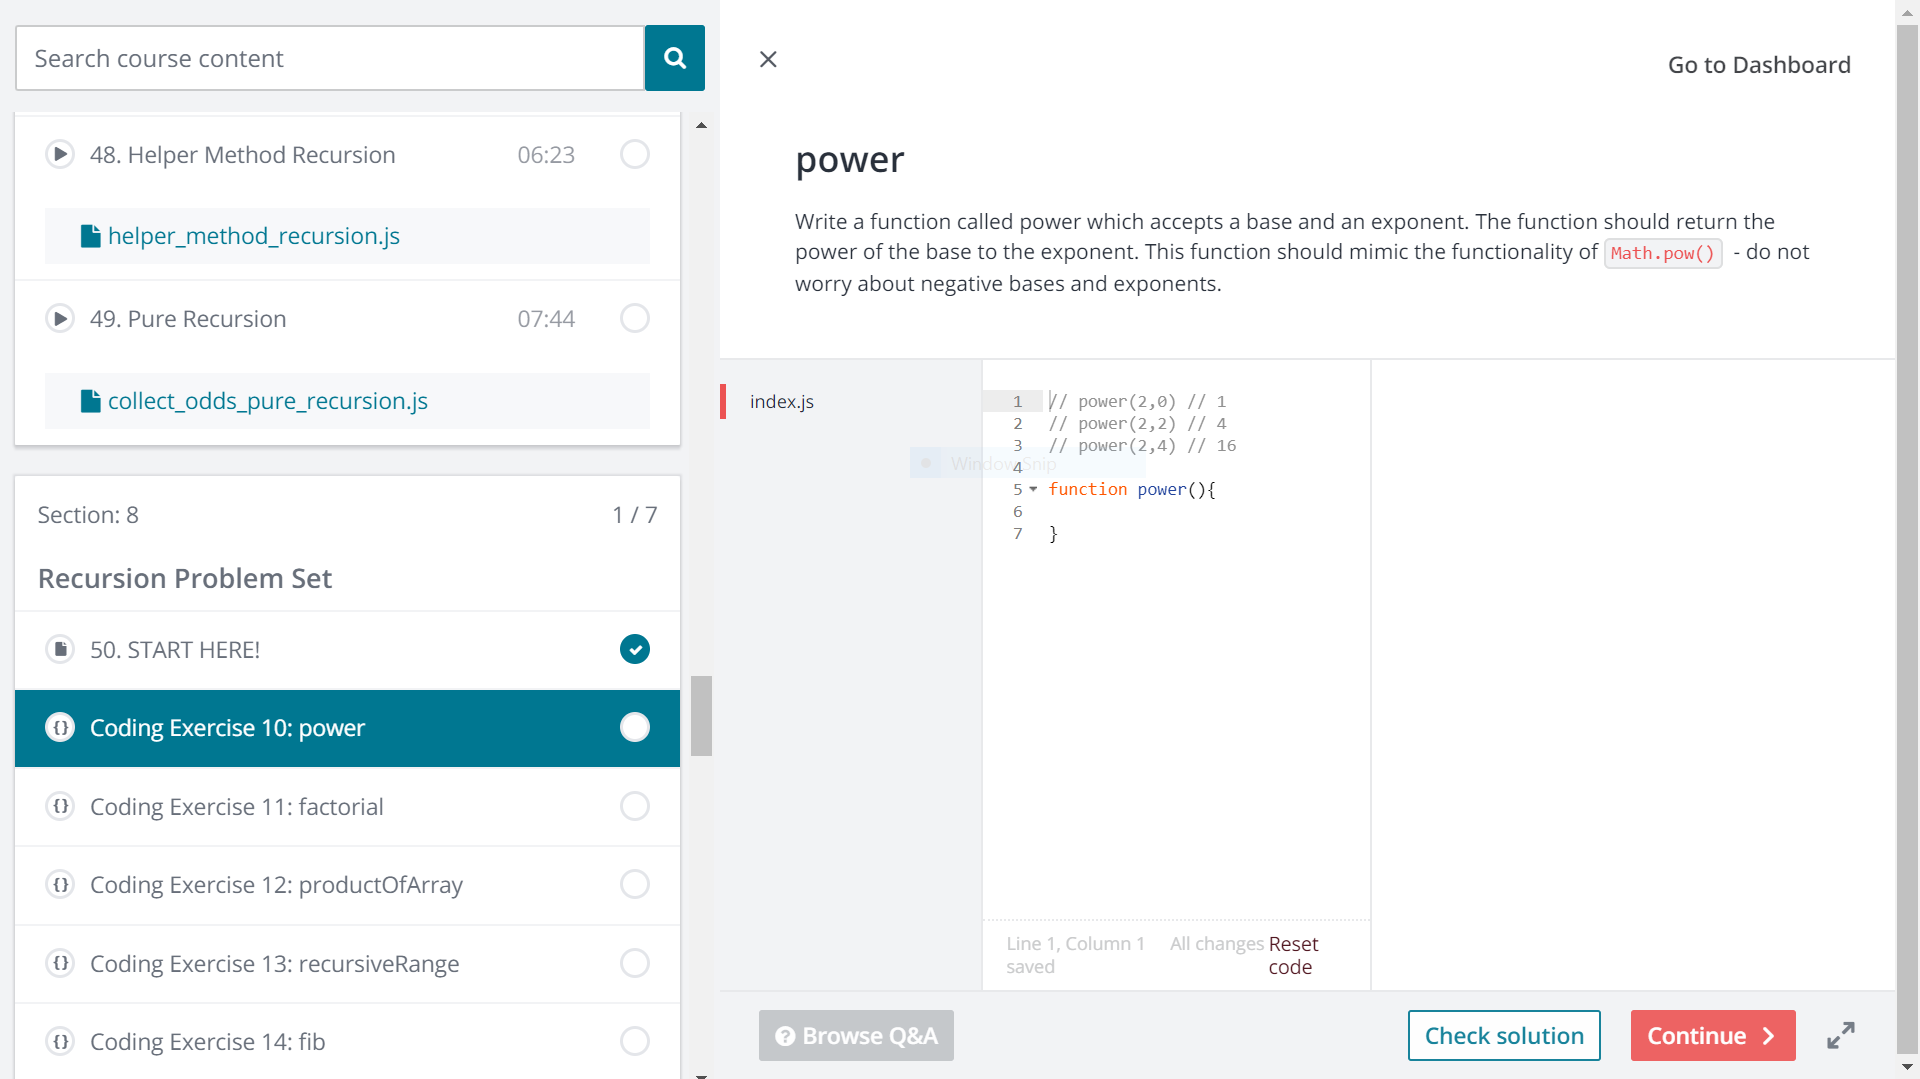 Search course content
48. Helper Method Recursion 06:23
helper_method_recursion.js
49. Pure Recursion 07:44
collect_odds_pure_recursion.js
Section: 8 1 / 7
Recursion Problem Set
50. START HERE!
{} Coding Exercise 10: power
{} Coding Exercise 11: factorial
{} Coding Exercise 12: productOfArray
{} Coding Exercise 13: recursiveRange
{} Coding Exercise 14: fib
Go to Dashboard
power
Write a function called power which accepts a base and an exponent. The function should return the
power of the base to the exponent. This function should mimic the functionality of Math.pow() - do not
worry about negative bases and exponents.
index.js
1 // power(2,0) // 1
2 // power(2,2) // 4
3 // power(2,4) // 16
Window Snip
4
5 function power(){
6
7 }
Line 1, Column 1 All changes Reset
saved code
? Browse Q&A
Check solution
Continue